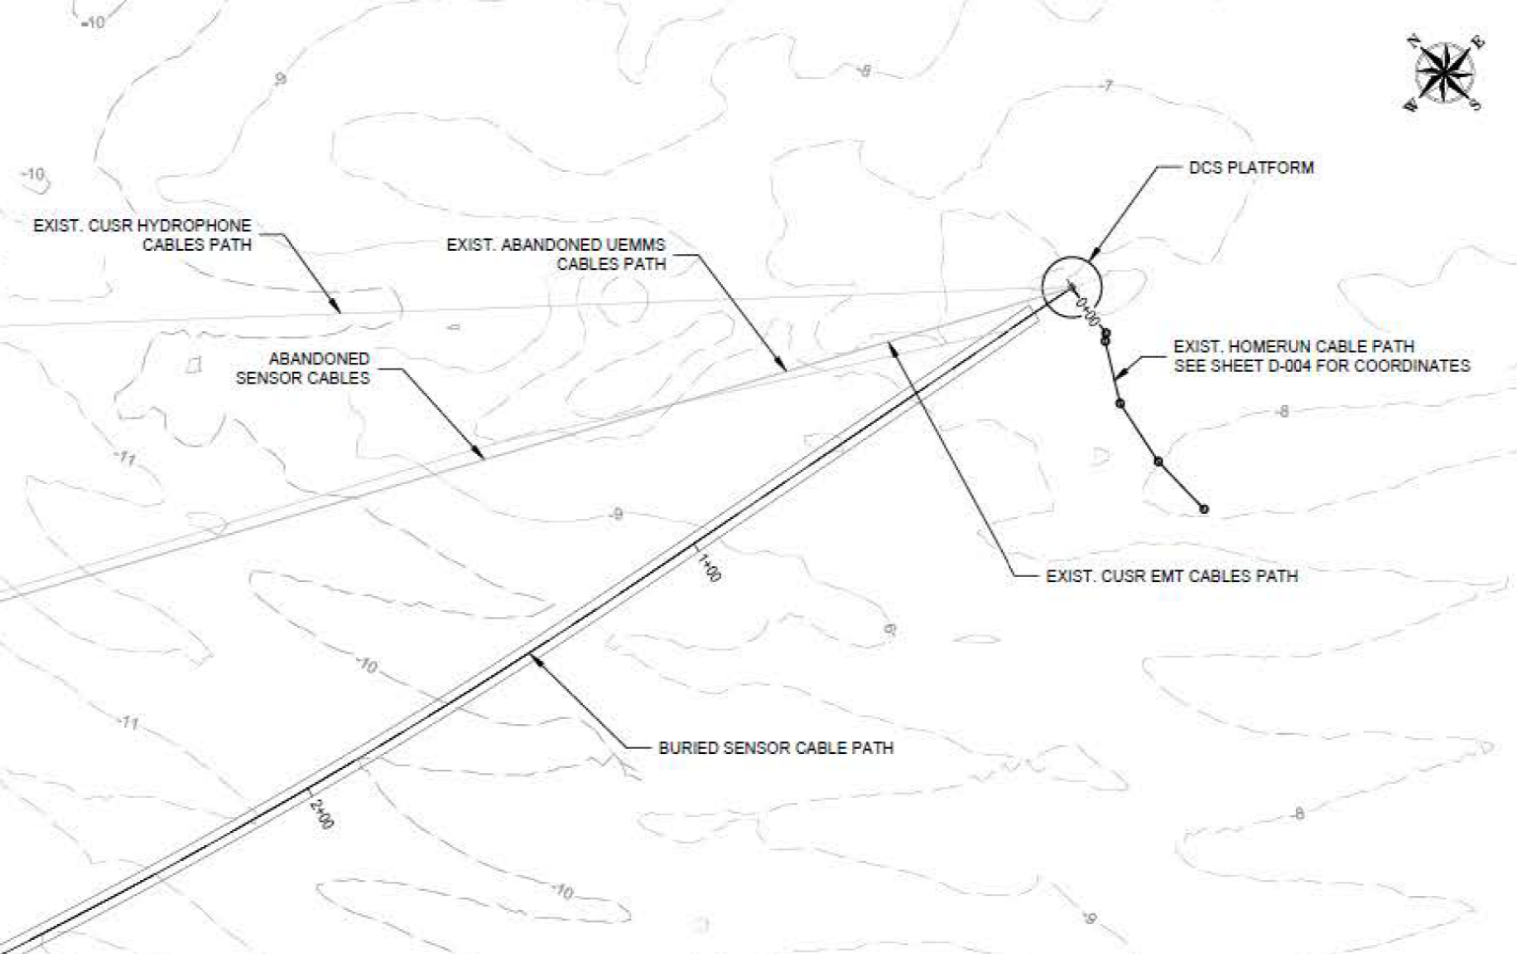 -10
-9
-8
-7
N
E
W
S
-10
DCS PLATFORM
EXIST. CUSR HYDROPHONE
CABLES PATH
EXIST. ABANDONED UEMMS
CABLES PATH
0+00
ABANDONED
SENSOR CABLES
EXIST. HOMERUN CABLE PATH
SEE SHEET D-004 FOR COORDINATES
-8
-11
-9
1+00
EXIST. CUSR EMT CABLES PATH
-9
-10
-11
BURIED SENSOR CABLE PATH
2+00
-8
-10
-9